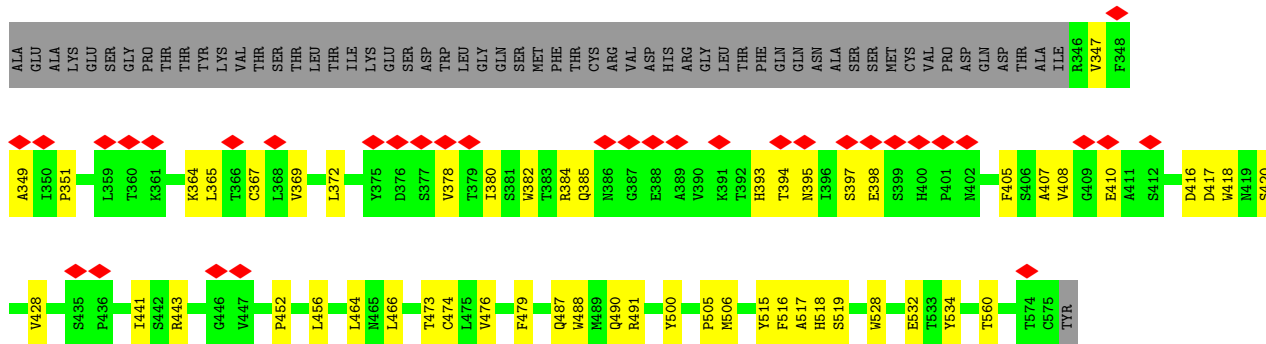 ALA GLU ALA LYS GLU SER GLY PRO THR THR TYR LYS VAL THR SER THR LEU THR ILE LYS GLU SER ASP TRP LEU GLY GLN SER MET PHE THR CYS ARG VAL ASP HIS ARG GLY LEU THR PHE GLN GLN ASN ALA SER SER MET CYS VAL PRO ASP GLN ASP THR ALA ILE R346 V347 F348
A349 I350 P351 L359 T360 K361 K364 L365 T366 C367 L368 V369 L372 Y375 D376 S377 V378 T379 I380 S381 W382 T383 R384 Q385 N386 G387 E388 A389 V390 K391 T392 H393 T394 N395 I396 S397 E398 S399 H400 P401 N402 F405 S406 A407 V408 G409 E410 A411 S412 D416 D417 W418 N419 S420
V428 S435 P436 I441 S442 R443 G446 V447 P452 L456 L464 N465 L466 T473 C474 L475 V476 F479 Q487 W488 M489 Q490 R491 Y500 P505 M506 Y515 F516 A517 H518 S519 W528 E532 T533 Y534 T560 T574 C575 TYR